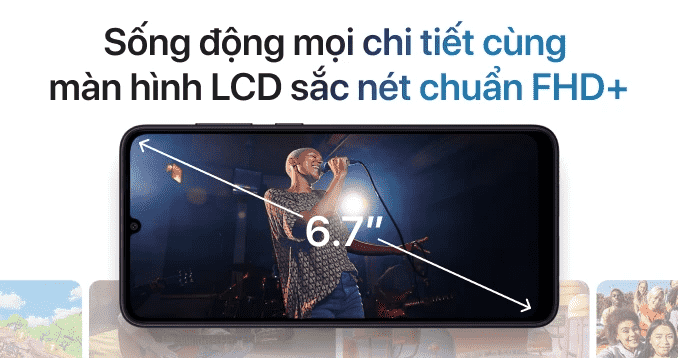 Sống động mọi chi tiết cùng
màn hình LCD sắc nét chuẩn FHD+
6.7"